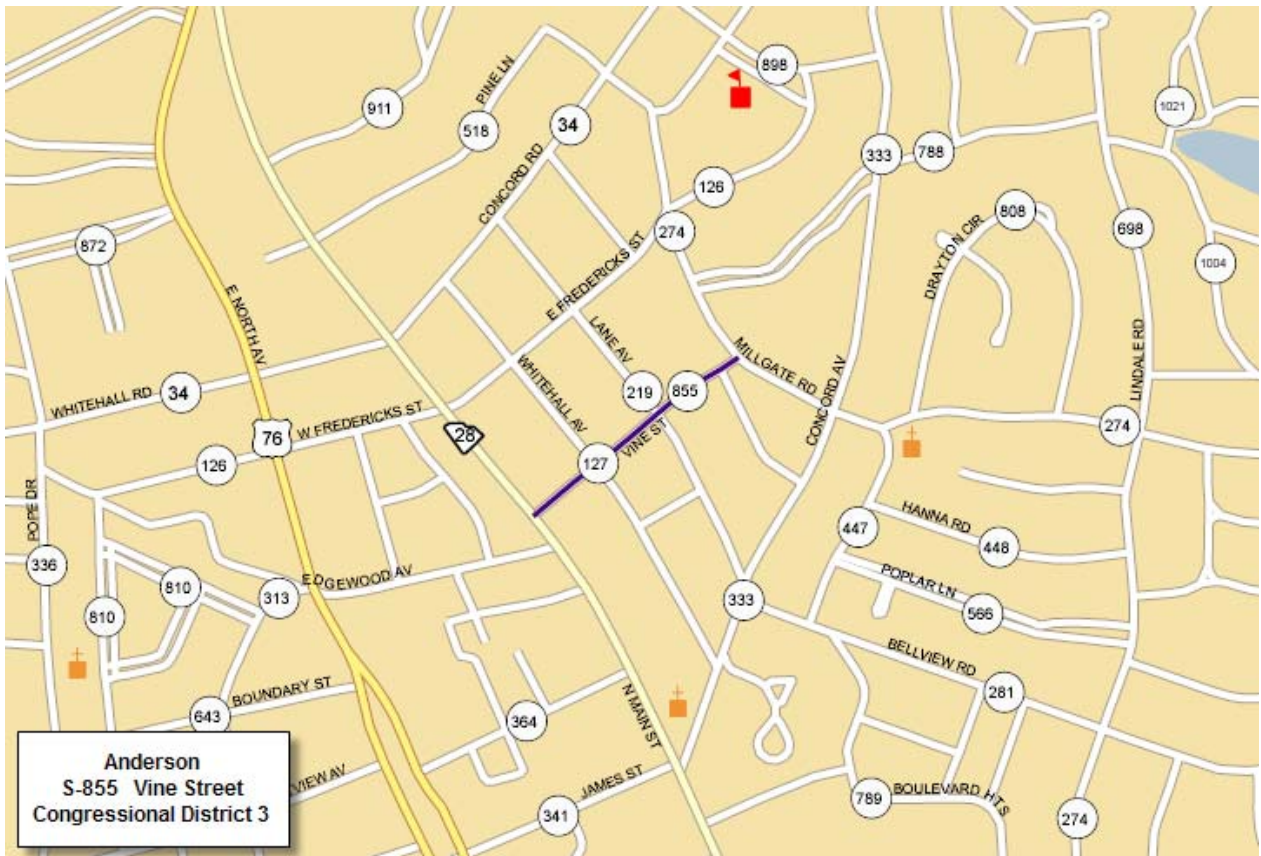 898
1021
911
PINE LN
518
34
CONCORD RD
333
788
126
808
DRAYTON CIR
698
274
872
E FREDERICKS ST
1004
E NORTH AV
LANE AV
WHITEHALL AV
MILLGATE RD
CONCORD AV
LINDALE RD
WHITEHALL RD
34
219
855
W FREDERICKS ST
76
28
VINE ST
274
126
127
POPE DR
447
HANNA RD
448
336
EDGEWOOD AV
810
313
POPLAR LN
566
810
333
BELLVIEW RD
281
BOUNDARY ST
643
364
N MAIN ST
VIEW AV
JAMES ST
341
789
BOULEVARD HTS
274
Anderson
S-855 Vine Street
Congressional District 3